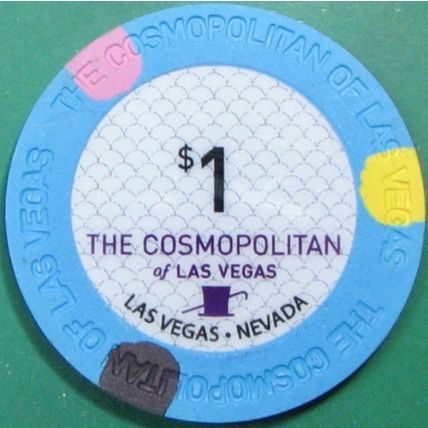 THE COSMOPOLITAN OF LAS VEGAS
THE COSMOPOLITAN OF LAS VEGAS
$1
THE COSMOPOLITAN
of LAS VEGAS
LAS VEGAS • NEVADA